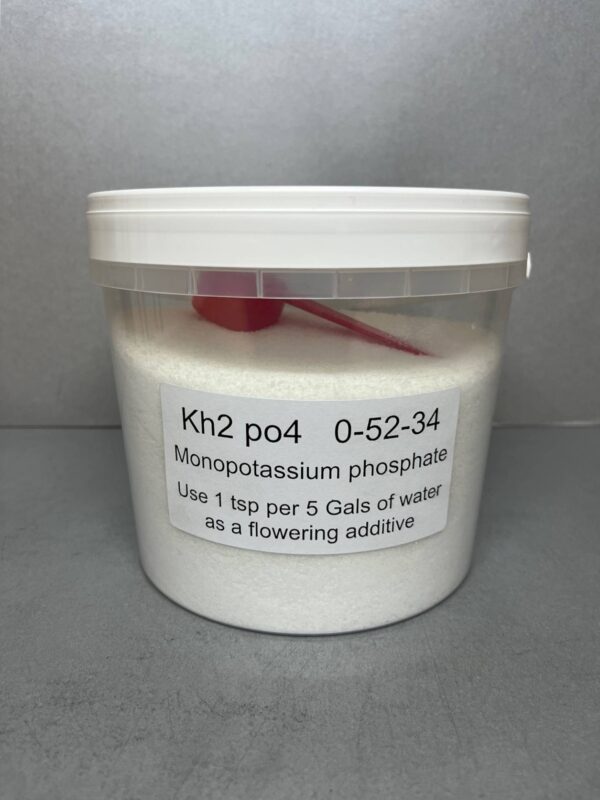 Kh2 po4 0-52-34
Monopotassium phosphate
Use 1 tsp per 5 Gals of water
as a flowering additive